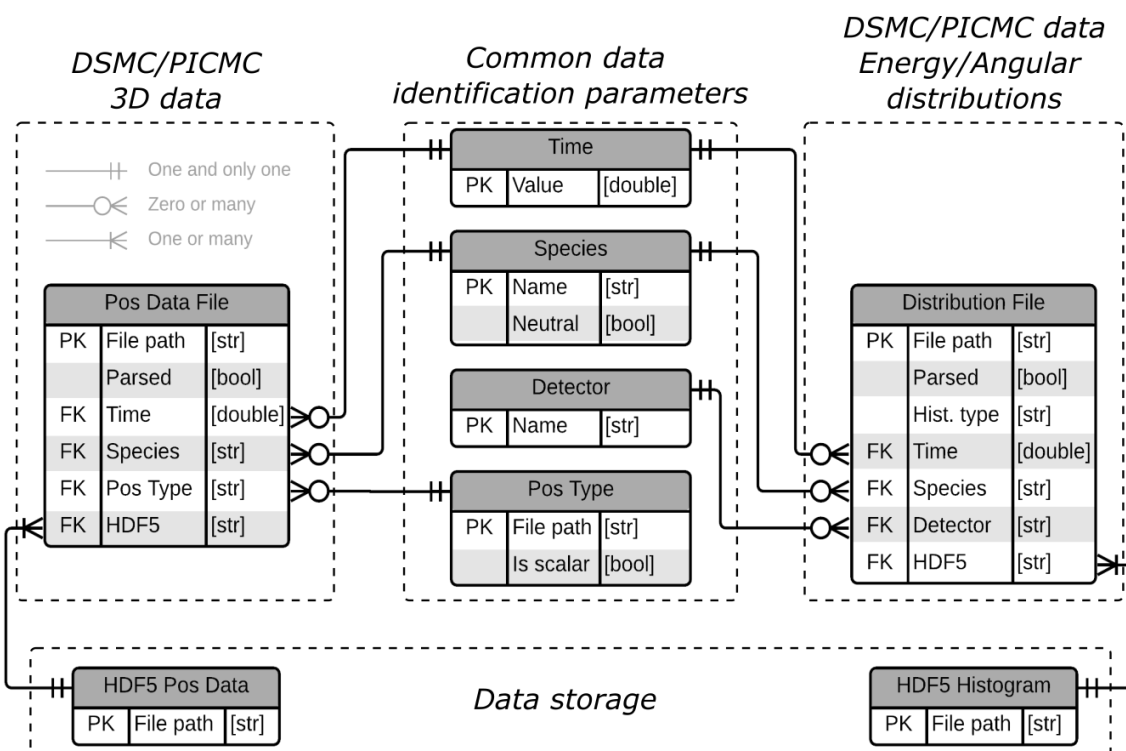 DSMC/PICMC
3D data
Common data
identification parameters
DSMC/PICMC data
Energy/Angular
distributions
One and only one
Zero or many
One or many
Pos Data File
PK File path [str]
Parsed [bool]
FK Time [double]
FK Species [str]
FK Pos Type [str]
FK HDF5 [str]
Time
PK Value [double]
Species
PK Name [str]
Neutral [bool]
Detector
PK Name [str]
Pos Type
PK File path [str]
Is scalar [bool]
Distribution File
PK File path [str]
Parsed [bool]
Hist. type [str]
FK Time [double]
FK Species [str]
FK Detector [str]
FK HDF5 [str]
HDF5 Pos Data
PK File path [str]
Data storage
HDF5 Histogram
PK File path [str]